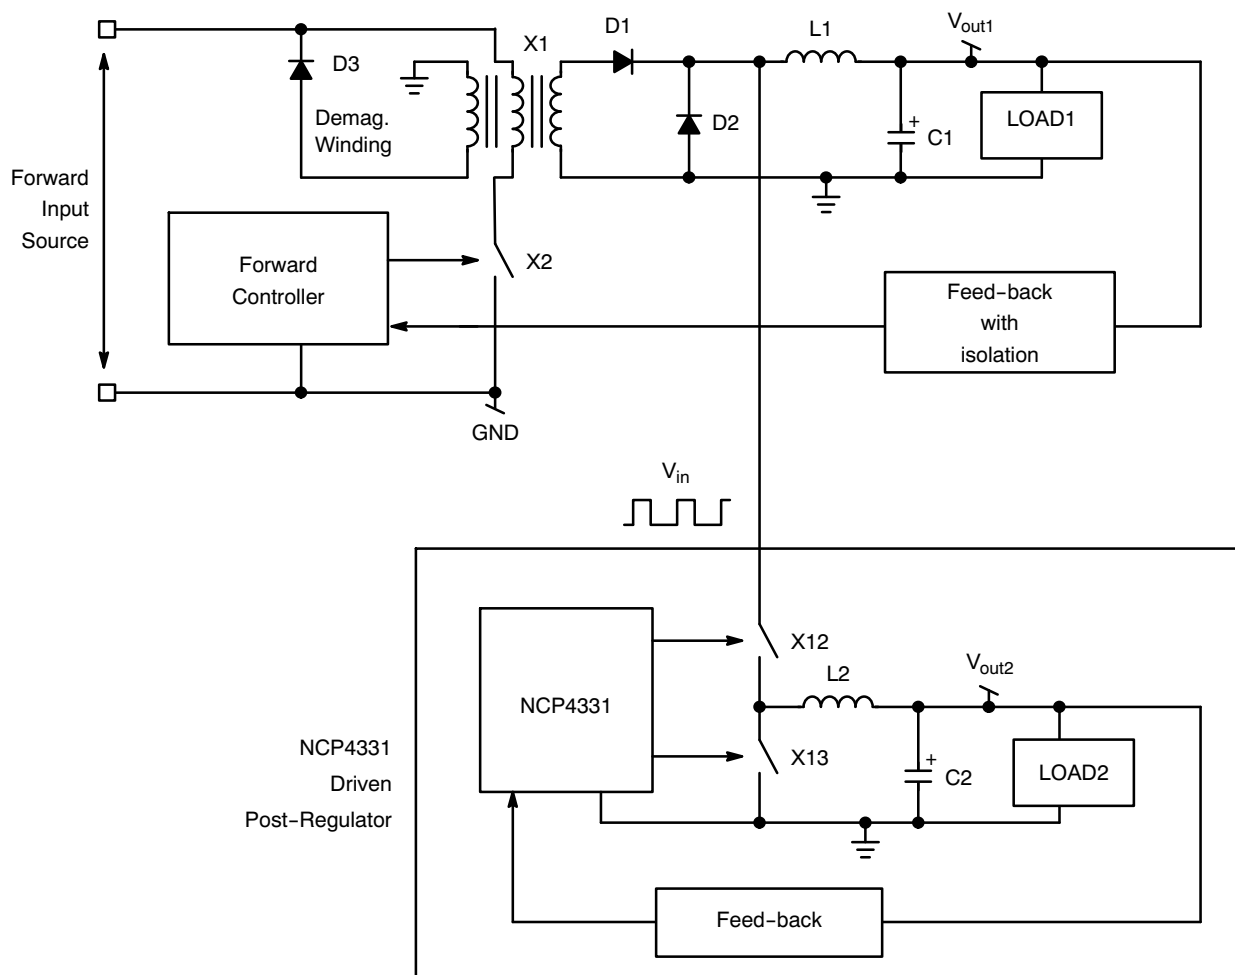 D1
L1
Vout1
X1
D3
Demag.
Winding
D2
+
C1
LOAD1
Forward
Input
Source
Forward
Controller
X2
Feed-back
with
isolation
GND
Vin
X12
L2
Vout2
NCP4331
X13
+
C2
LOAD2
NCP4331
Driven
Post-Regulator
Feed-back